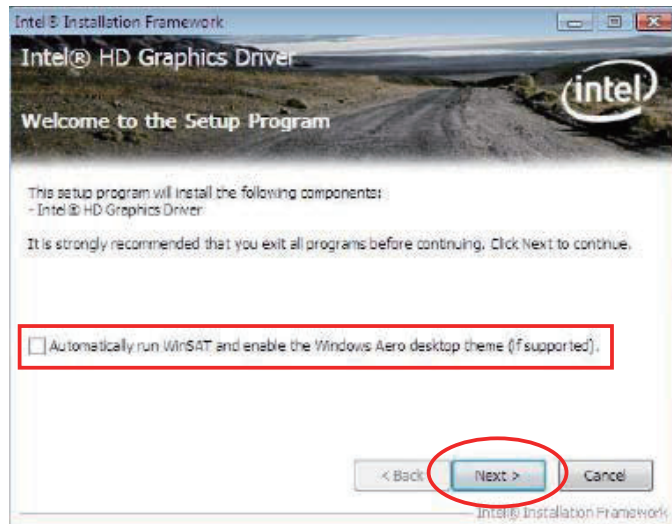 Intel® Installation Framework
Intel® HD Graphics Driver
intel
Welcome to the Setup Program
This setup program will install the following components:
- Intel® HD Graphics Driver
It is strongly recommended that you exit all programs before continuing. Click Next to continue.
Automatically run WinSAT and enable the Windows Aero desktop theme (if supported).
< Back
Next >
Cancel
Intel® Installation Framework